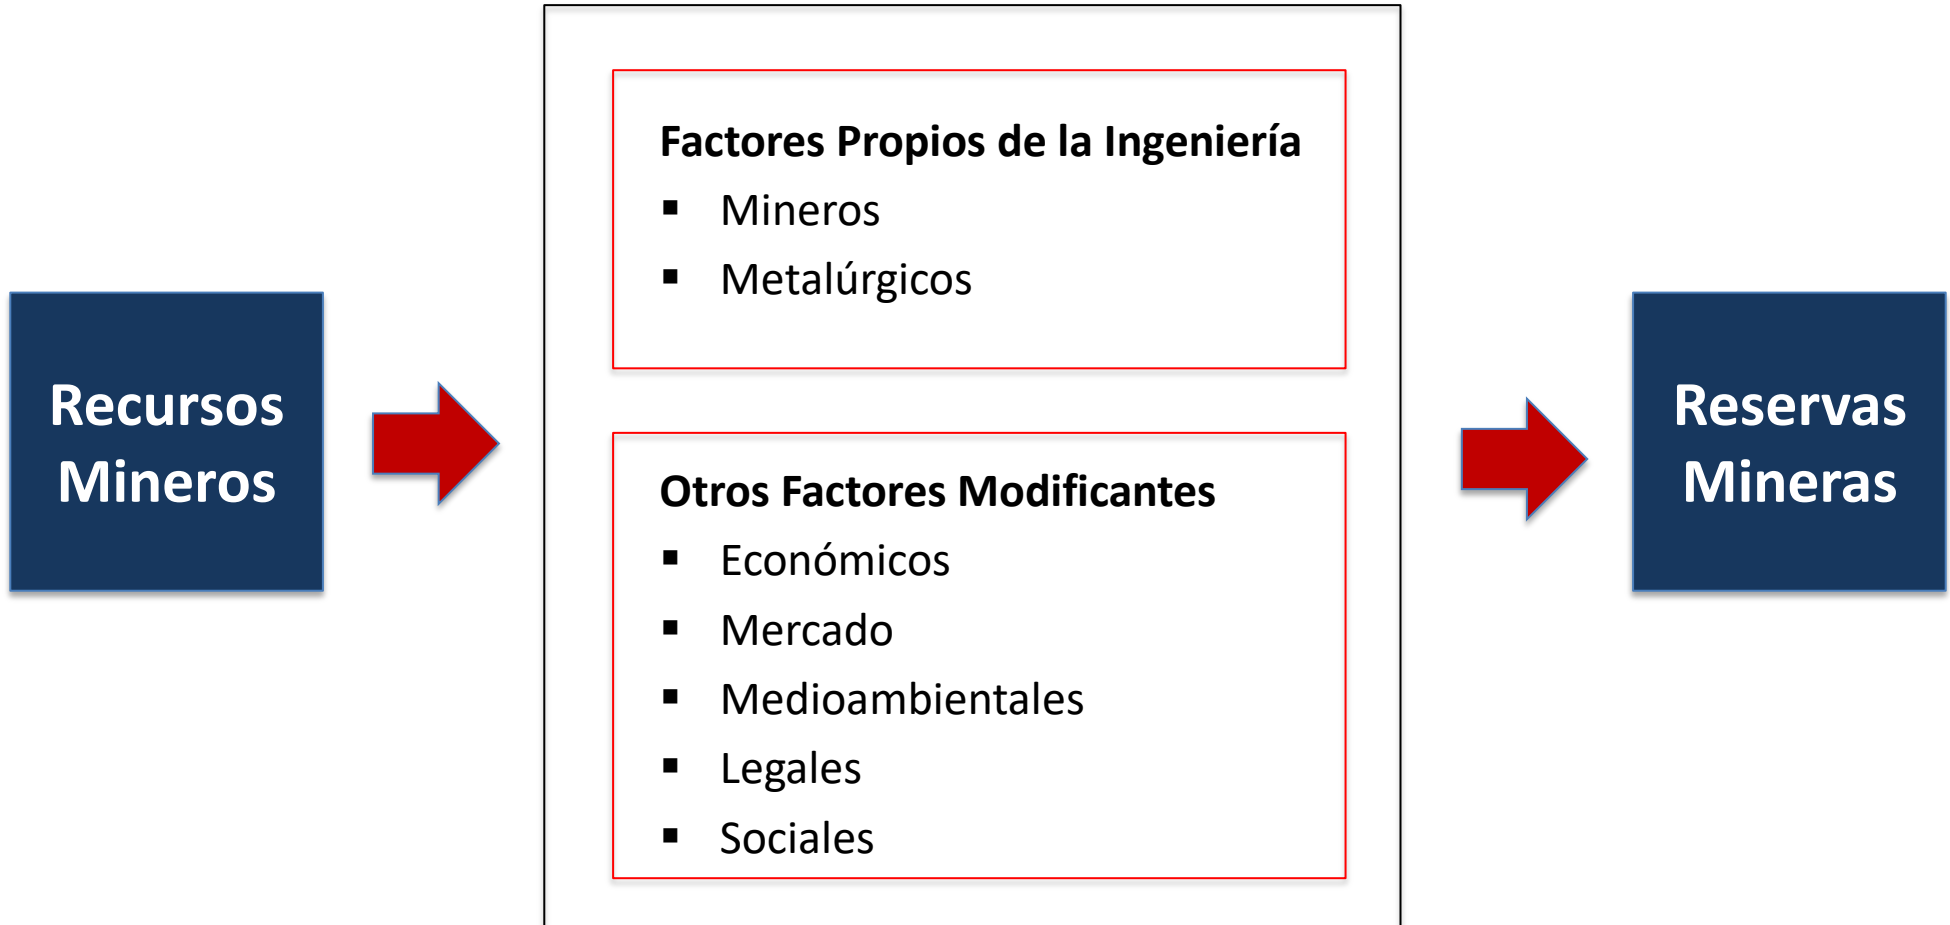 Recursos
Mineros
Factores Propios de la Ingeniería
▪ Mineros
▪ Metalúrgicos
Otros Factores Modificantes
▪ Económicos
▪ Mercado
▪ Medioambientales
▪ Legales
▪ Sociales
Reservas
Mineras